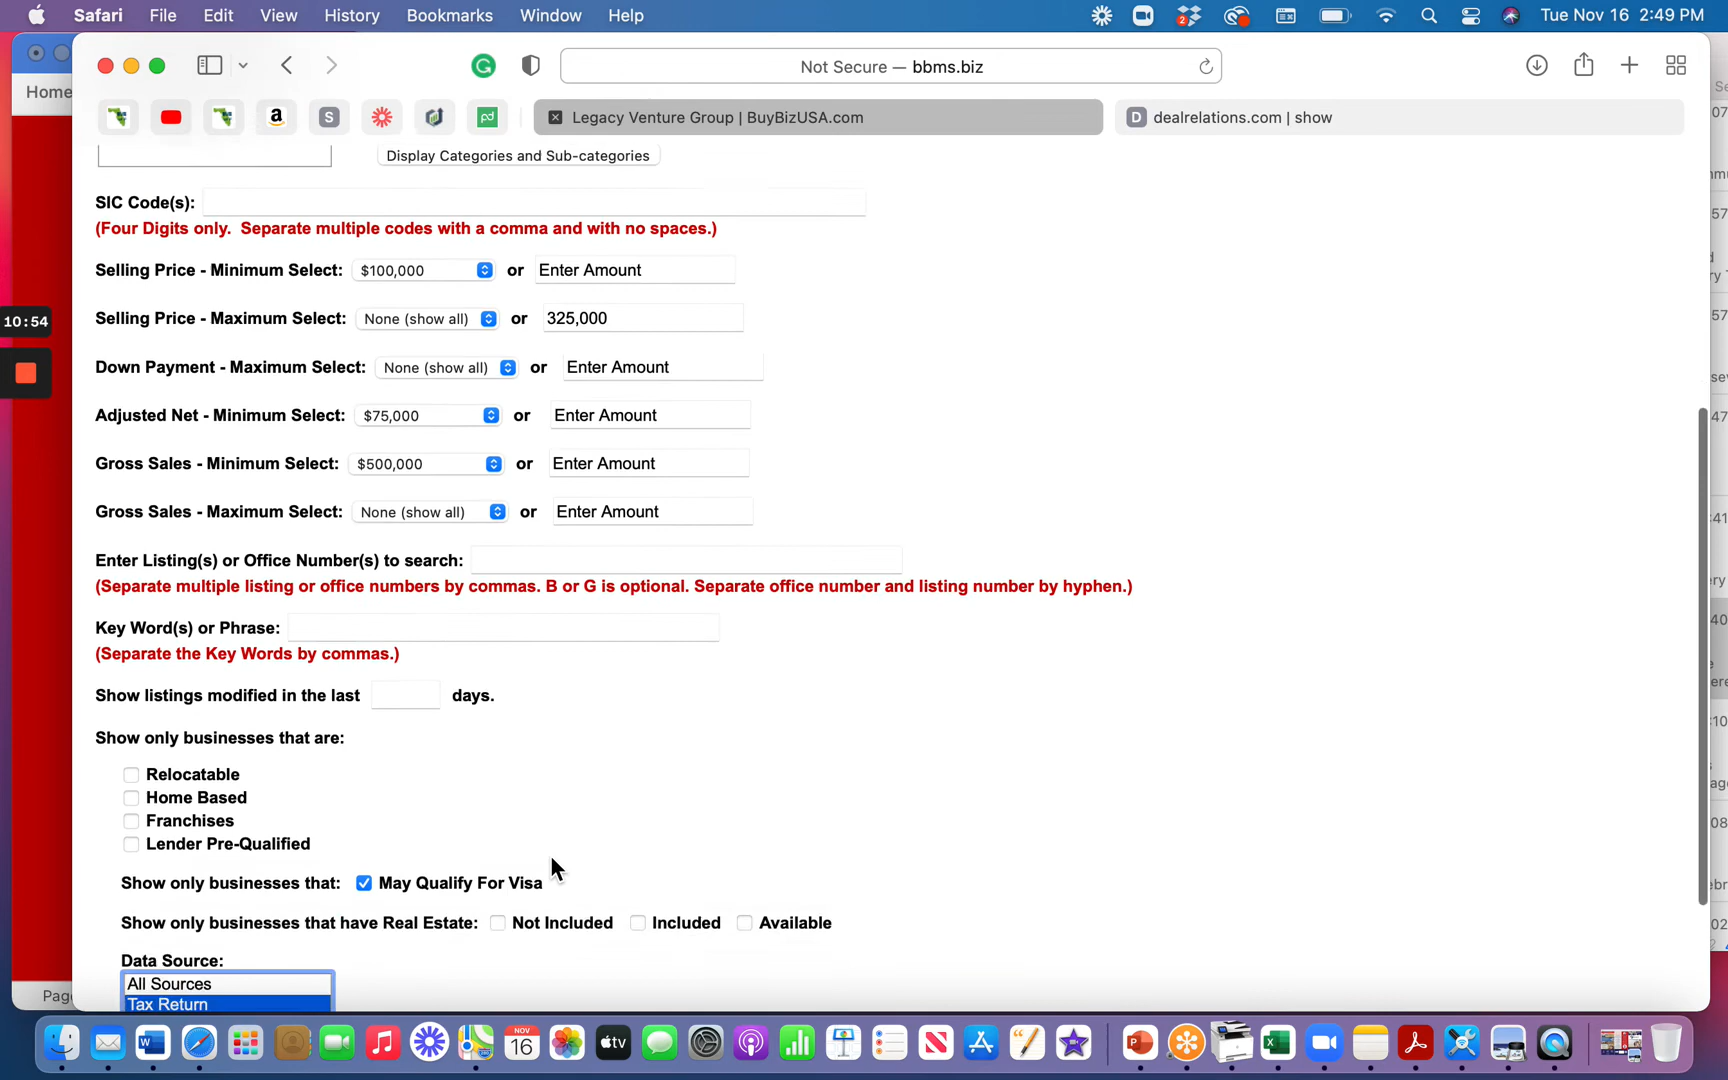 Safari File Edit View History Bookmarks Window Help Tue Nov 16 2:49 PM
Home
Not Secure — bbms.biz
Legacy Venture Group | BuyBizUSA.com
dealrelations.com | show
Display Categories and Sub-categories
SIC Code(s):
(Four Digits only. Separate multiple codes with a comma and with no spaces.)
Selling Price - Minimum Select: $100,000 or Enter Amount
10:54
Selling Price - Maximum Select: None (show all) or 325,000
Down Payment - Maximum Select: None (show all) or Enter Amount
Adjusted Net - Minimum Select: $75,000 or Enter Amount
Gross Sales - Minimum Select: $500,000 or Enter Amount
Gross Sales - Maximum Select: None (show all) or Enter Amount
Enter Listing(s) or Office Number(s) to search:
(Separate multiple listing or office numbers by commas. B or G is optional. Separate office number and listing number by hyphen.)
Key Word(s) or Phrase:
(Separate the Key Words by commas.)
Show listings modified in the last days.
Show only businesses that are:
Relocatable
Home Based
Franchises
Lender Pre-Qualified
Show only businesses that: May Qualify For Visa
Show only businesses that have Real Estate: Not Included Included Available
Data Source:
All Sources
Tax Return
NOV
16
tv